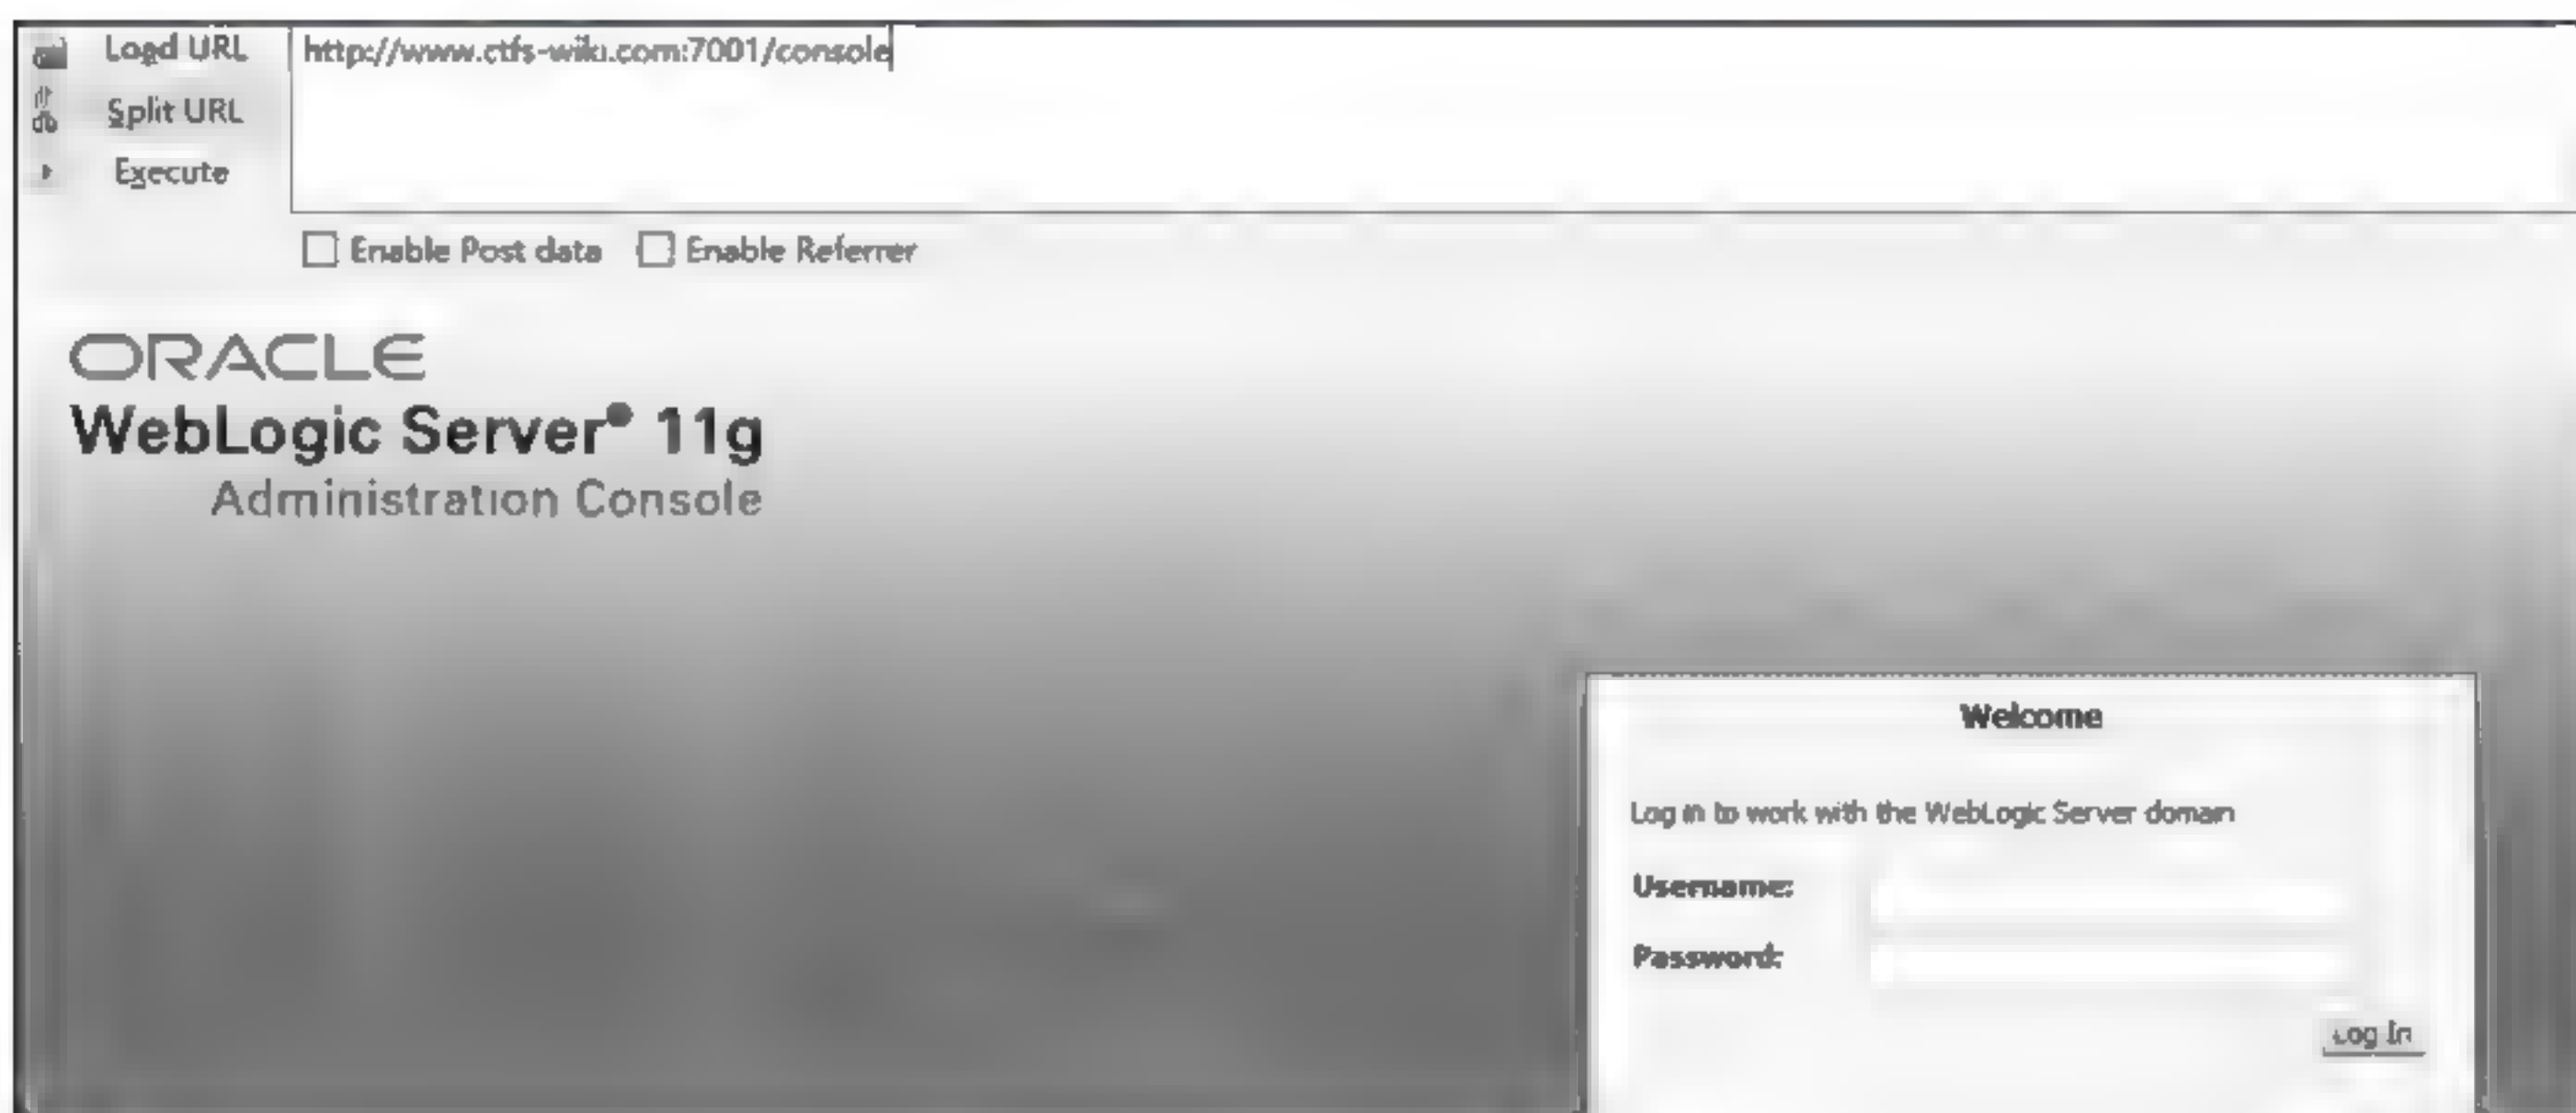 Load URL
http://www.ctfs-wiki.com:7001/console
Split URL
Execute
Enable Post data
Enable Referrer
ORACLE
WebLogic Server® 11g
Administration Console
Welcome
Log in to work with the WebLogic Server domain
Username:
Password:
Log In